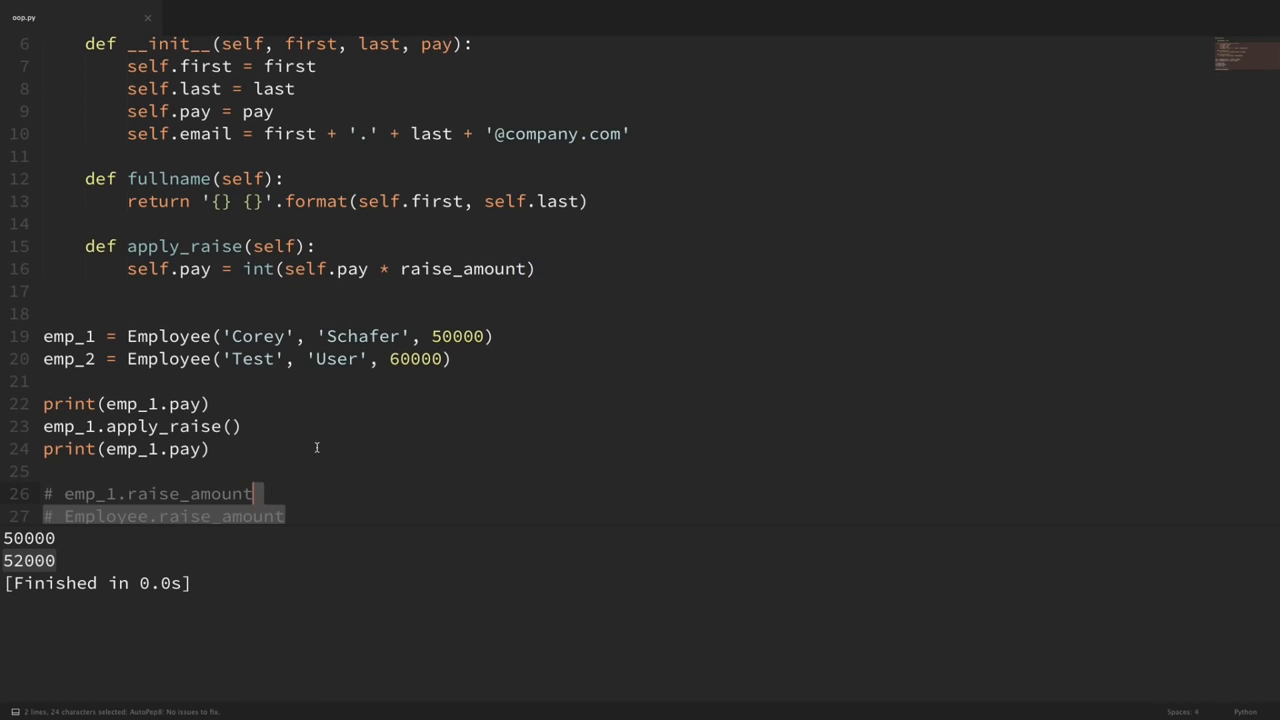 oop.py
6     def __init__(self, first, last, pay):
7         self.first = first
8         self.last = last
9         self.pay = pay
10         self.email = first + '.' + last + '@company.com'
11
12     def fullname(self):
13         return '{} {}'.format(self.first, self.last)
14
15     def apply_raise(self):
16         self.pay = int(self.pay * raise_amount)
17
18
19 emp_1 = Employee('Corey', 'Schafer', 50000)
20 emp_2 = Employee('Test', 'User', 60000)
21
22 print(emp_1.pay)
23 emp_1.apply_raise()
24 print(emp_1.pay)
25
26 # emp_1.raise_amount
27 # Employee.raise_amount
50000
52000
[Finished in 0.0s]
2 lines, 24 characters selected: AutoPep8: No issues to fix. Spaces: 4 Python